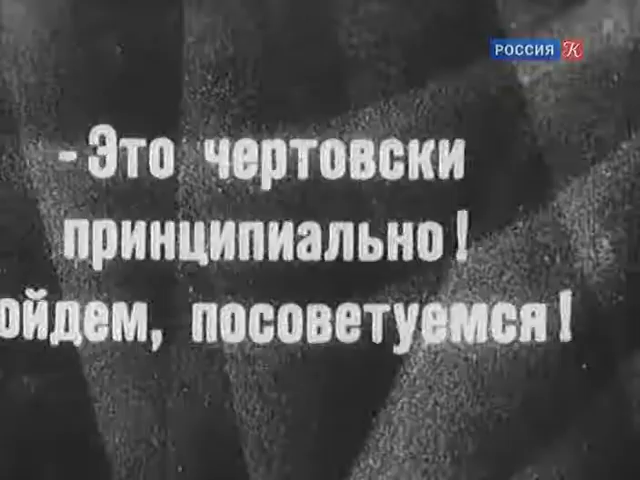 РОССИЯ К
- Это чертовски
принципиально!
ойдем, посоветуемся!